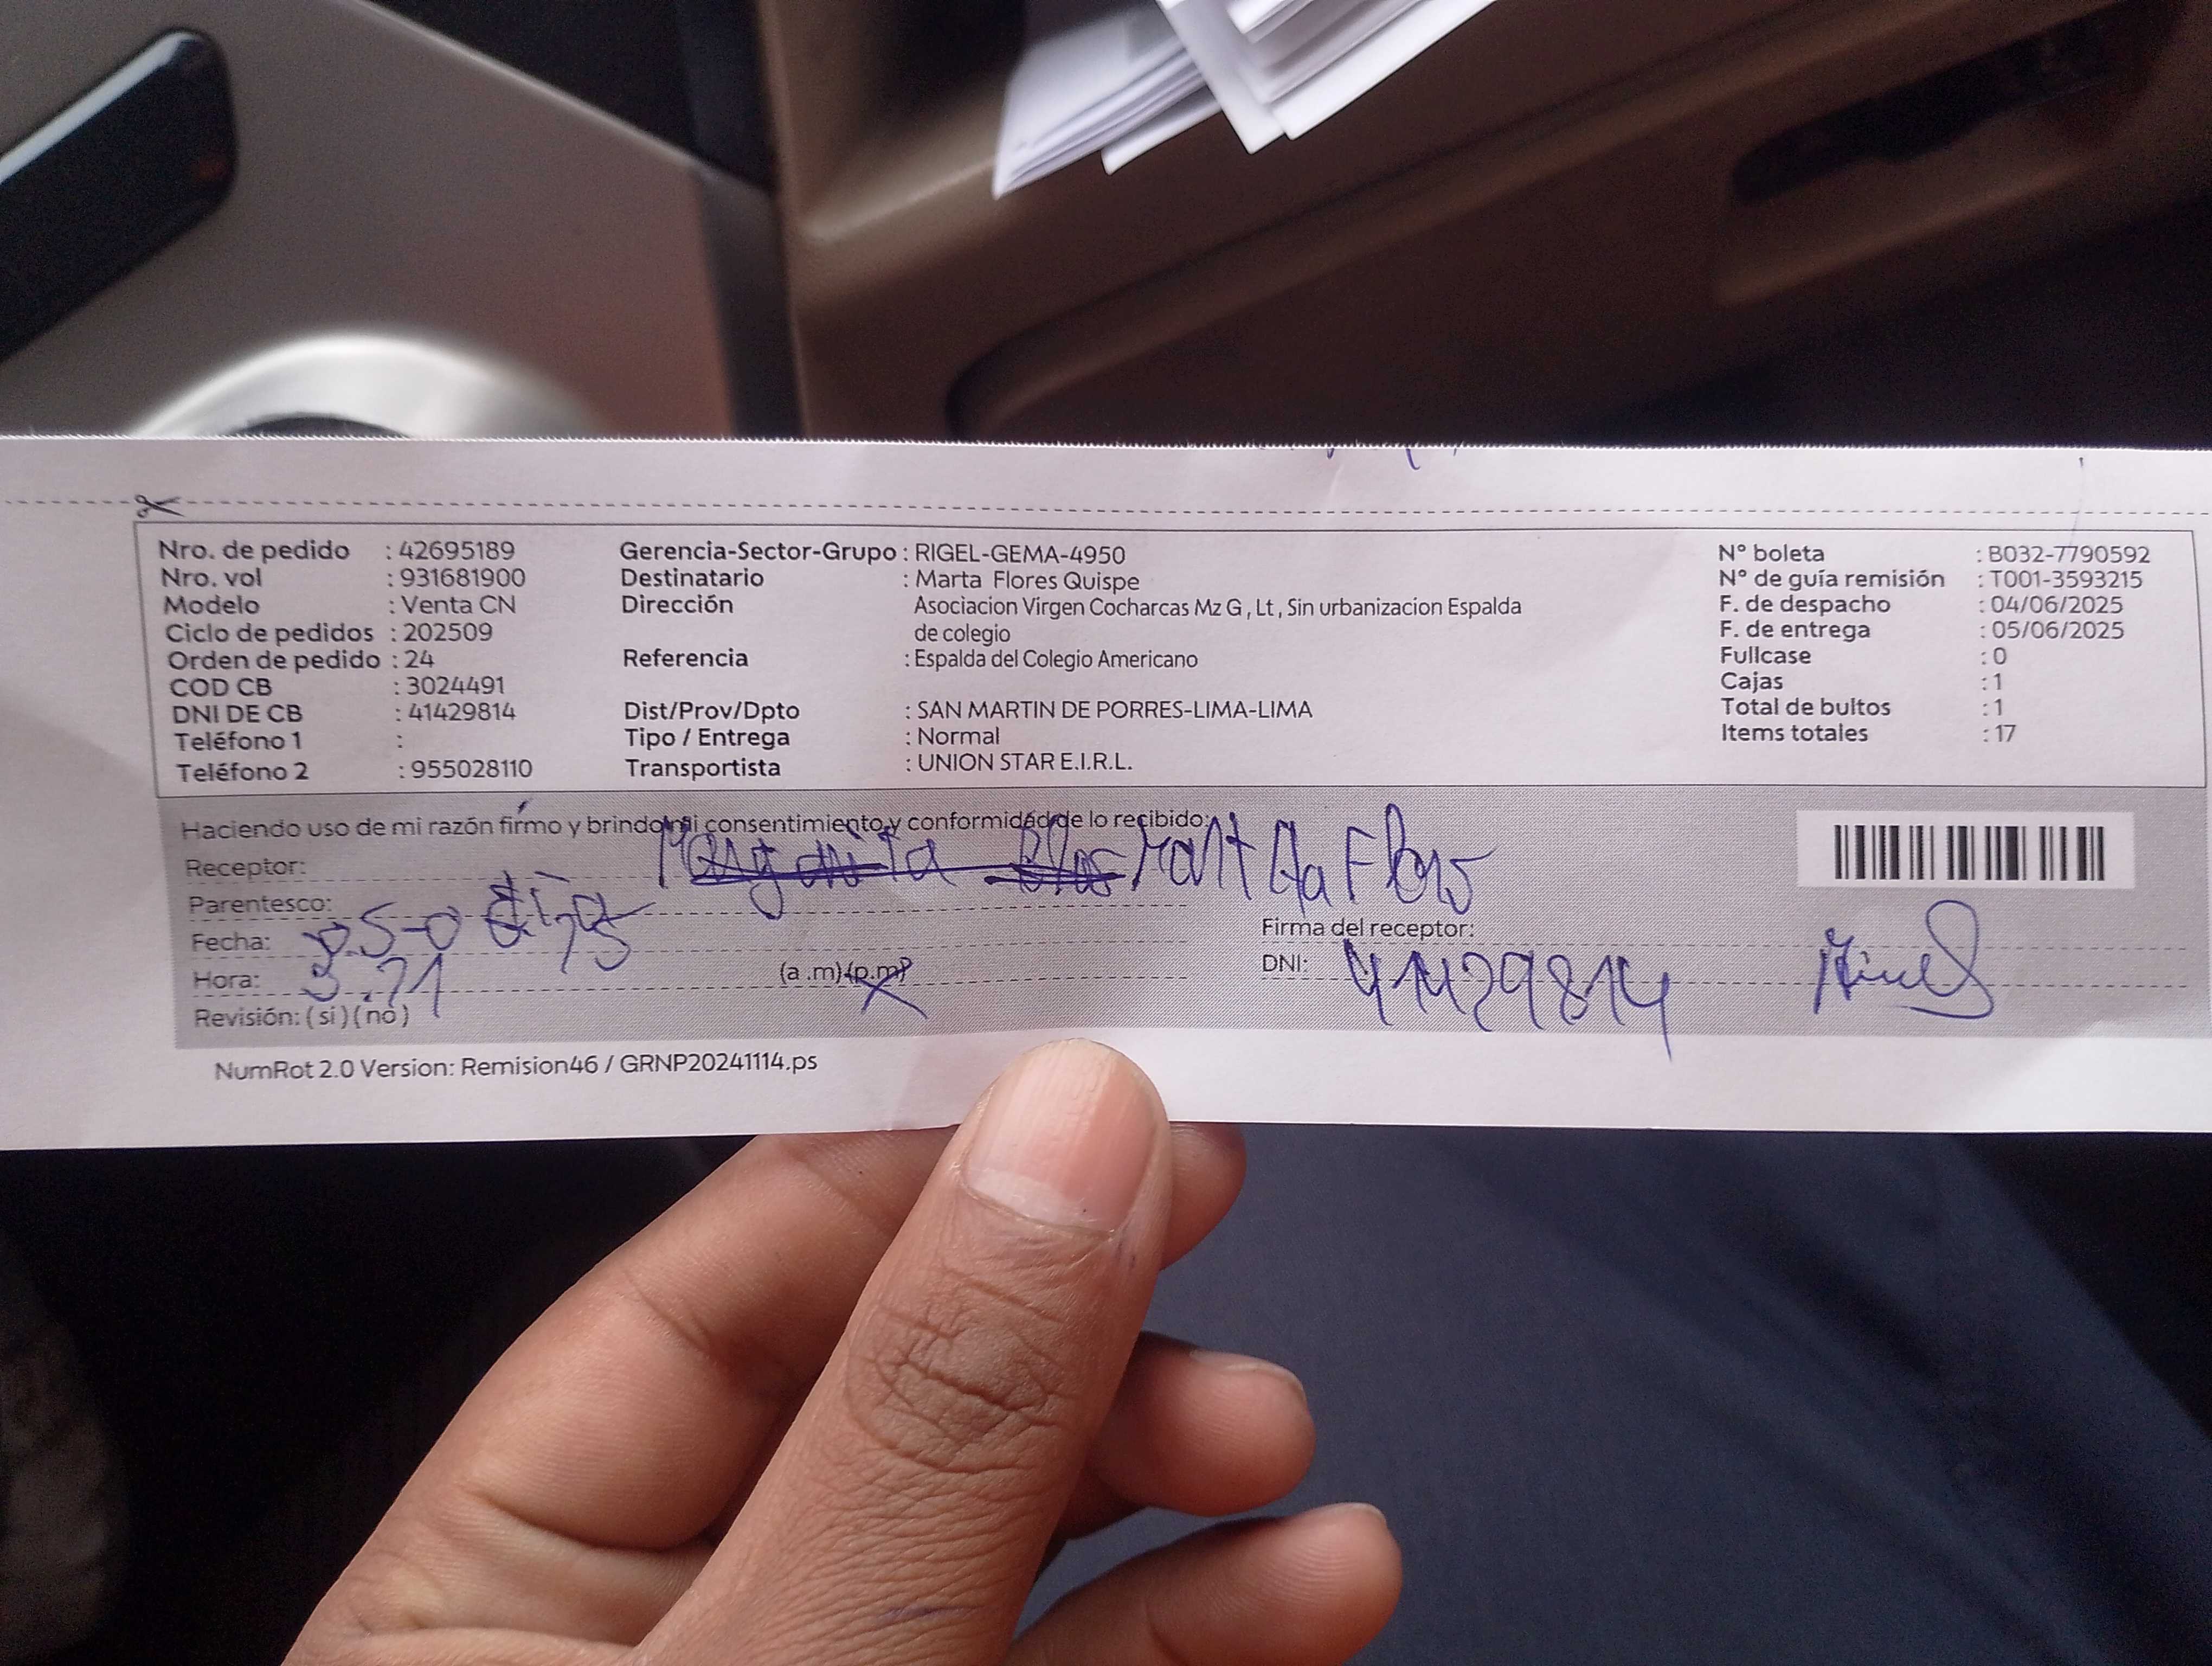 Nro. de pedido : 42695189 Gerencia-Sector-Grupo : RIGEL-GEMA-4950 N° boleta : B032-7790592
Nro. vol : 931681900 Destinatario : Marta Flores Quispe N° de guía remisión : T001-3593215
Modelo : Venta CN Dirección Asociacion Virgen Cocharcas Mz G , Lt , Sin urbanizacion Espalda F. de despacho : 04/06/2025
Ciclo de pedidos : 202509 de colegio F. de entrega : 05/06/2025
Orden de pedido : 24 Referencia : Espalda del Colegio Americano Fullcase : 0
COD CB : 3024491 Cajas : 1
DNI DE CB : 41429814 Dist/Prov/Dpto : SAN MARTIN DE PORRES-LIMA-LIMA Total de bultos : 1
Teléfono 1 : Tipo / Entrega : Normal Items totales : 17
Teléfono 2 : 955028110 Transportista : UNION STAR E.I.R.L.
Haciendo uso de mi razón firmo y brindo mi consentimiento y conformidad de lo recibido:
Receptor:
Parentesco:
Fecha: Firma del receptor:
Hora: (a .m) (p.m) DNI: 41429814
Revisión: ( si ) ( no )
NumRot 2.0 Version: Remision46 / GRNP20241114.ps